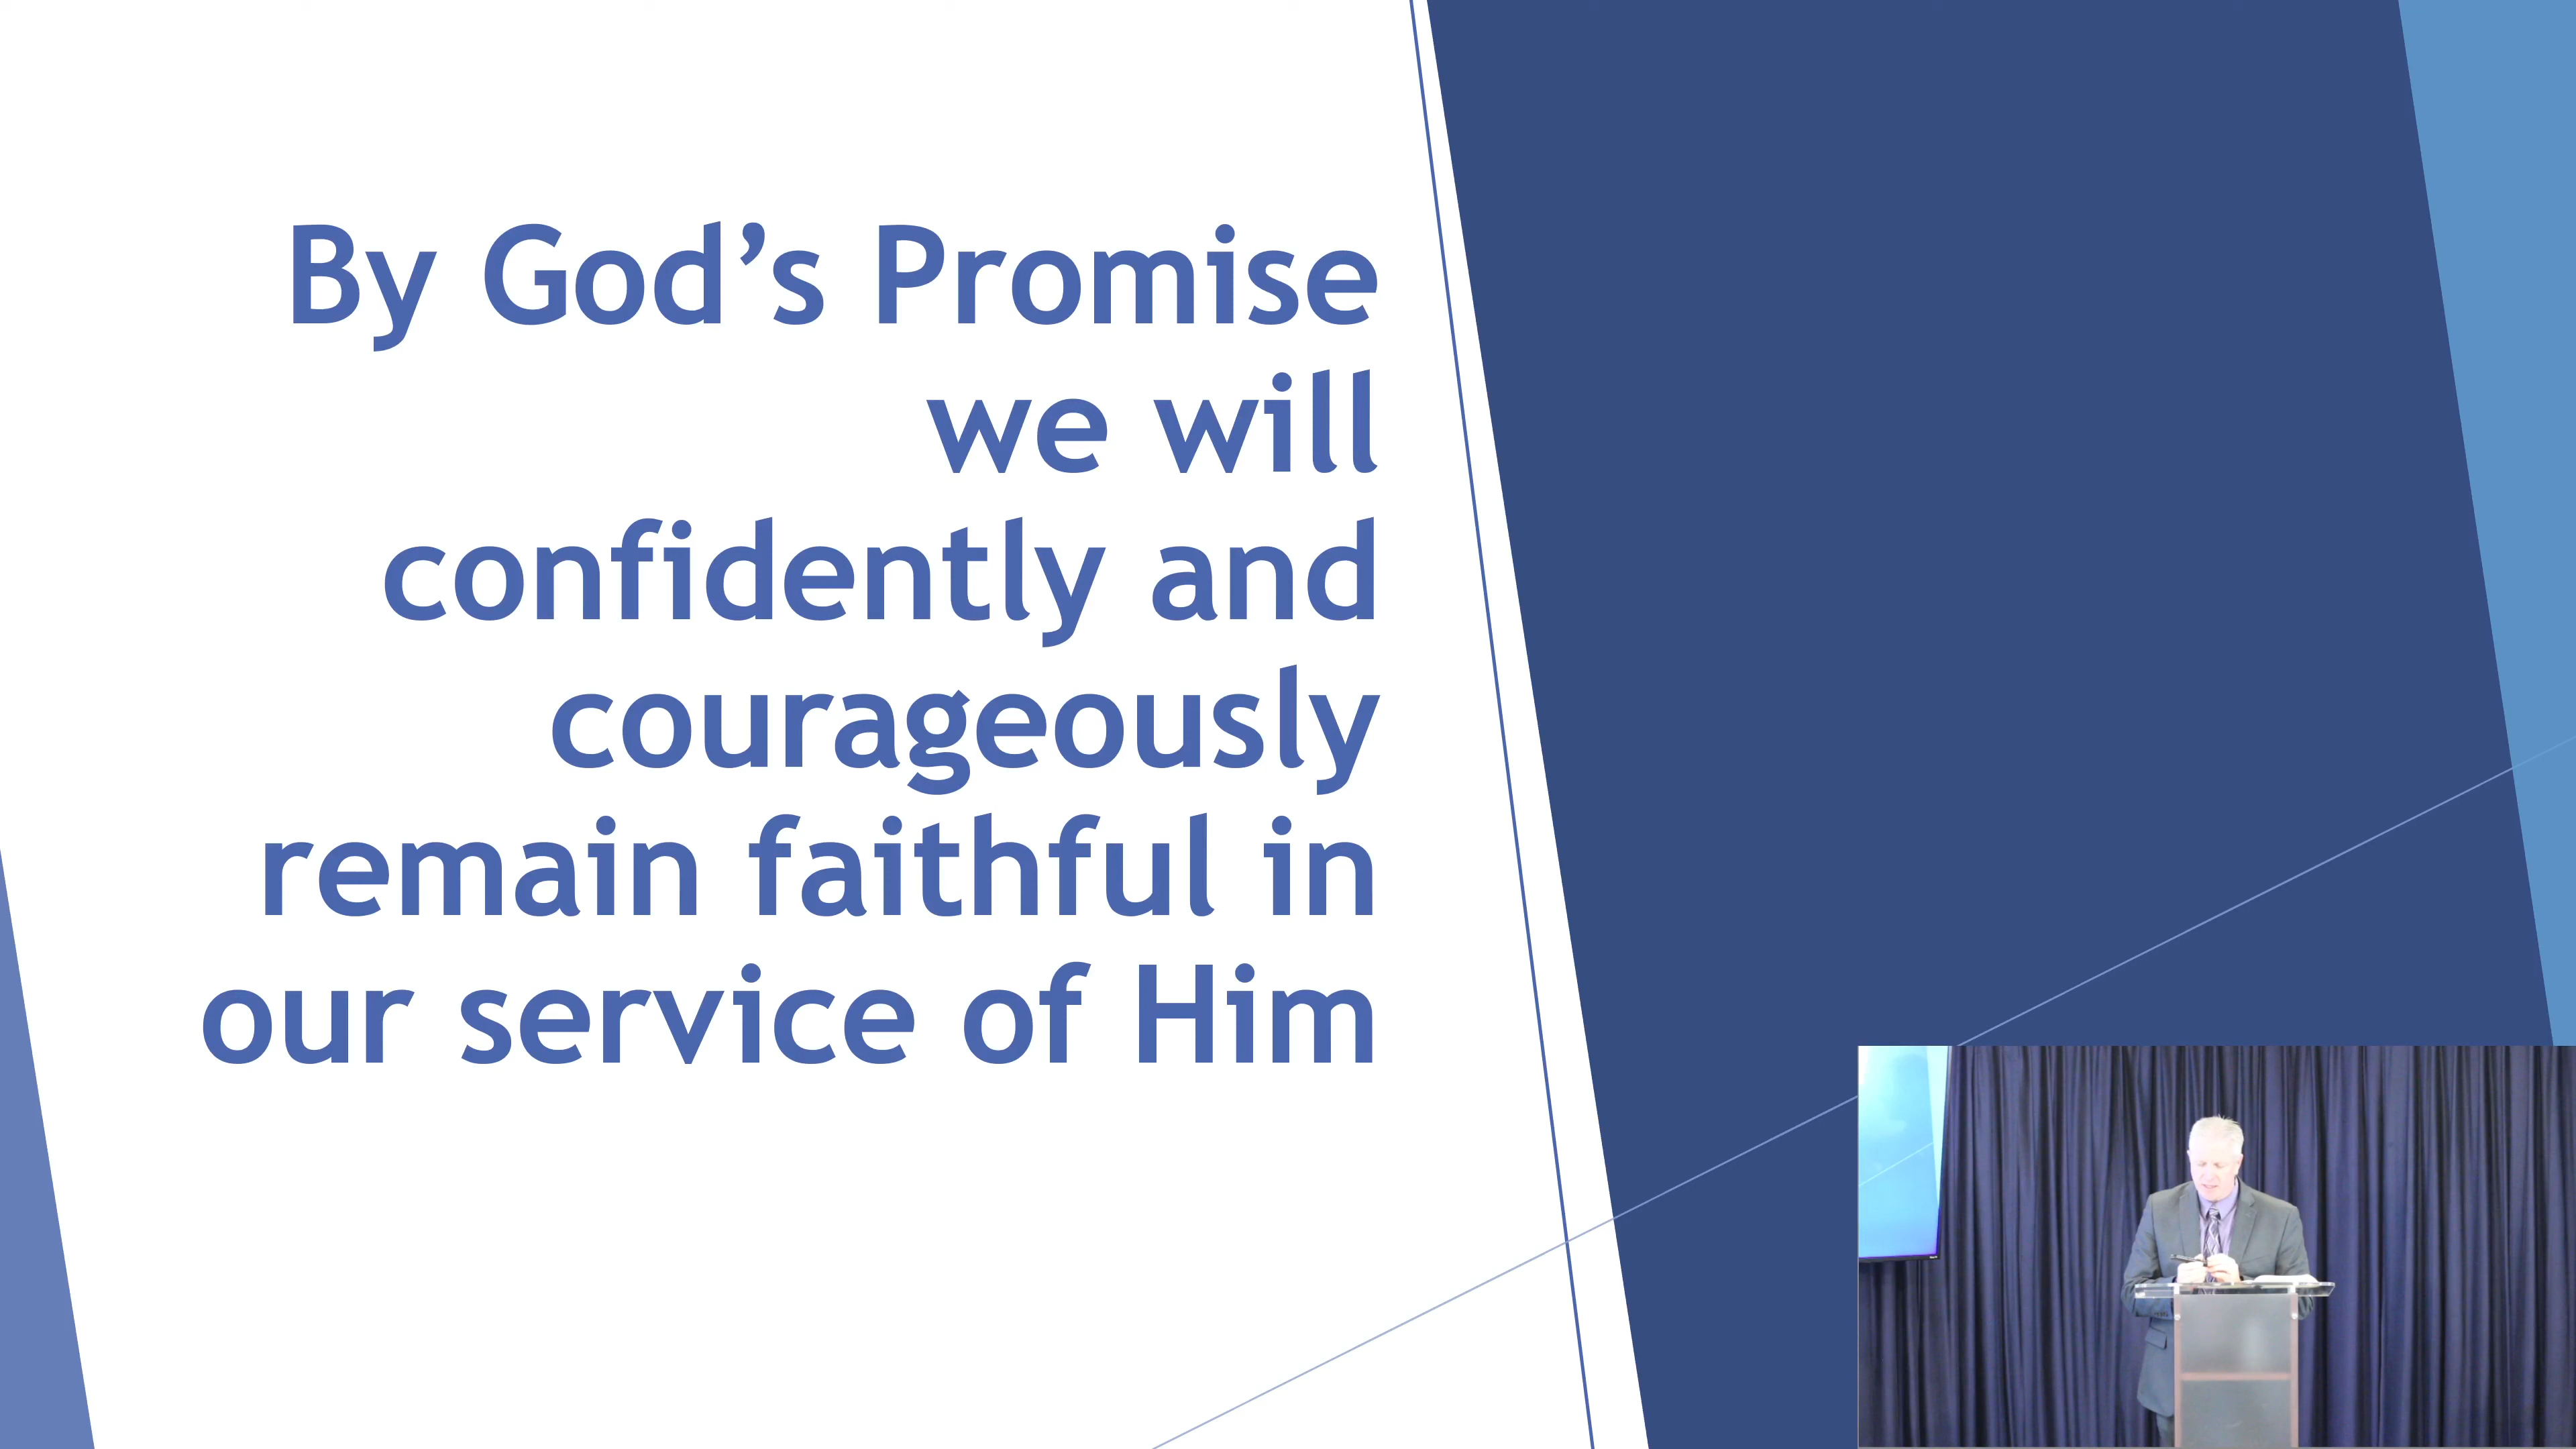 By God’s Promise
we will
confidently and
courageously
remain faithful in
our service of Him